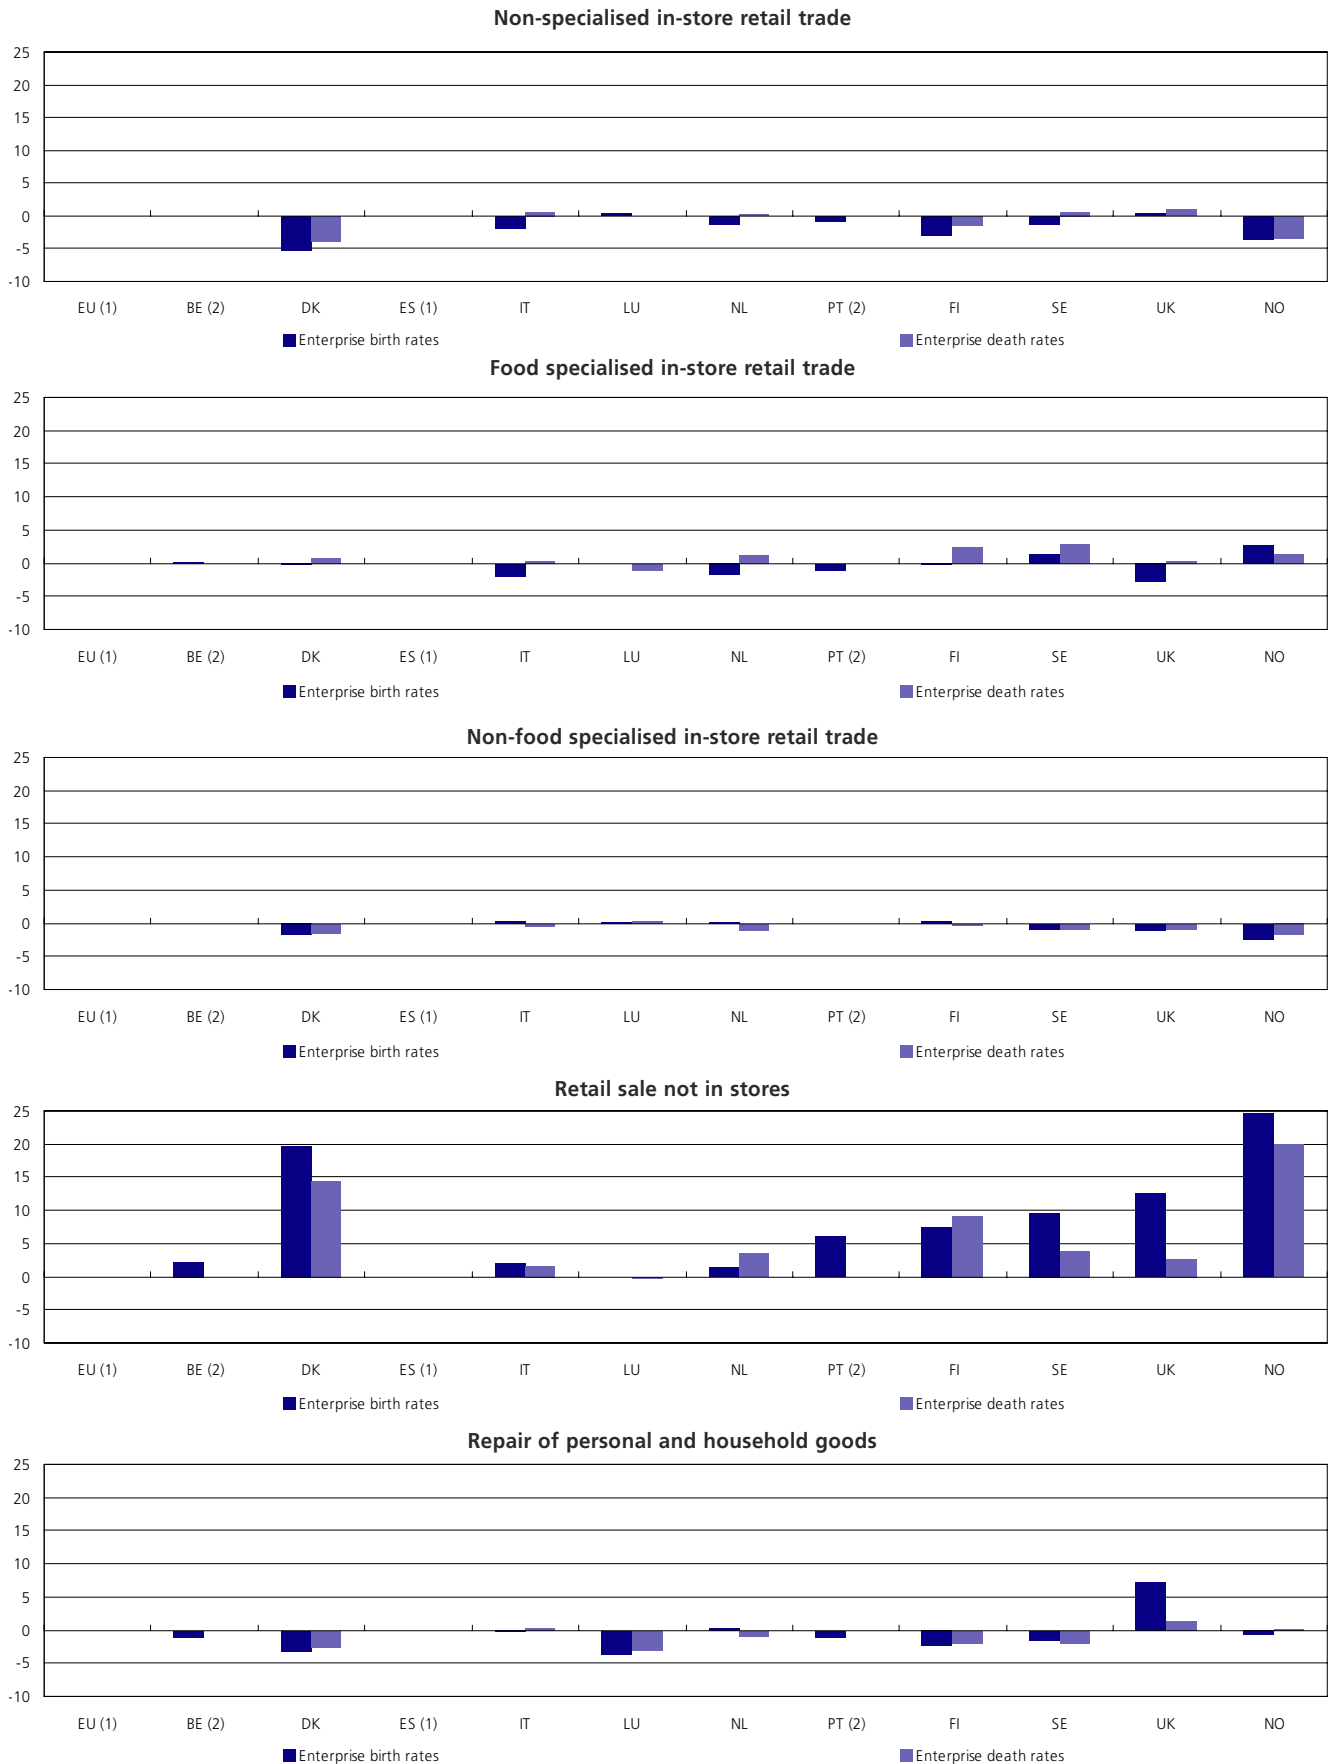 Non-specialised in-store retail trade
25
20
15
10
5
0
-5
-10
EU (1) BE (2) DK ES (1) IT LU NL PT (2) FI SE UK NO
Enterprise birth rates Enterprise death rates
Food specialised in-store retail trade
25
20
15
10
5
0
-5
-10
EU (1) BE (2) DK ES (1) IT LU NL PT (2) FI SE UK NO
Enterprise birth rates Enterprise death rates
Non-food specialised in-store retail trade
25
20
15
10
5
0
-5
-10
EU (1) BE (2) DK ES (1) IT LU NL PT (2) FI SE UK NO
Enterprise birth rates Enterprise death rates
Retail sale not in stores
25
20
15
10
5
0
-5
-10
EU (1) BE (2) DK ES (1) IT LU NL PT (2) FI SE UK NO
Enterprise birth rates Enterprise death rates
Repair of personal and household goods
25
20
15
10
5
0
-5
-10
EU (1) BE (2) DK ES (1) IT LU NL PT (2) FI SE UK NO
Enterprise birth rates Enterprise death rates